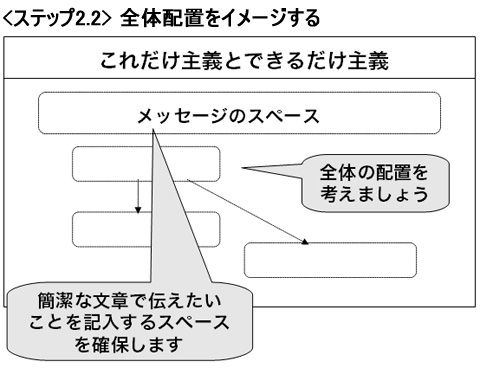 <ステップ2.2> 全体配置をイメージする
これだけ主義とできるだけ主義
メッセージのスペース
全体の配置を
考えましょう
簡潔な文章で伝えたい
ことを記入するスペース
を確保します